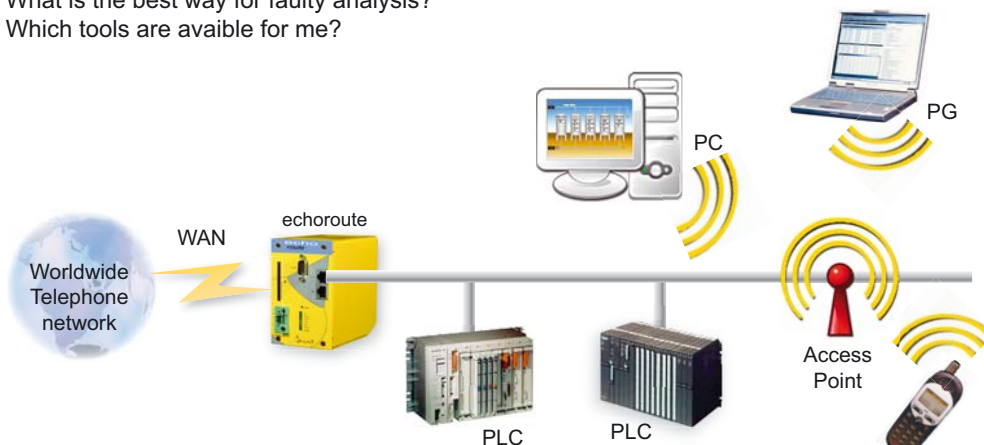 What is the best way for faulty analysis?
Which tools are avaible for me?
PG
PC
echoroute
WAN
Worldwide
Telephone
network
echo
Access
Point
PLC
PLC